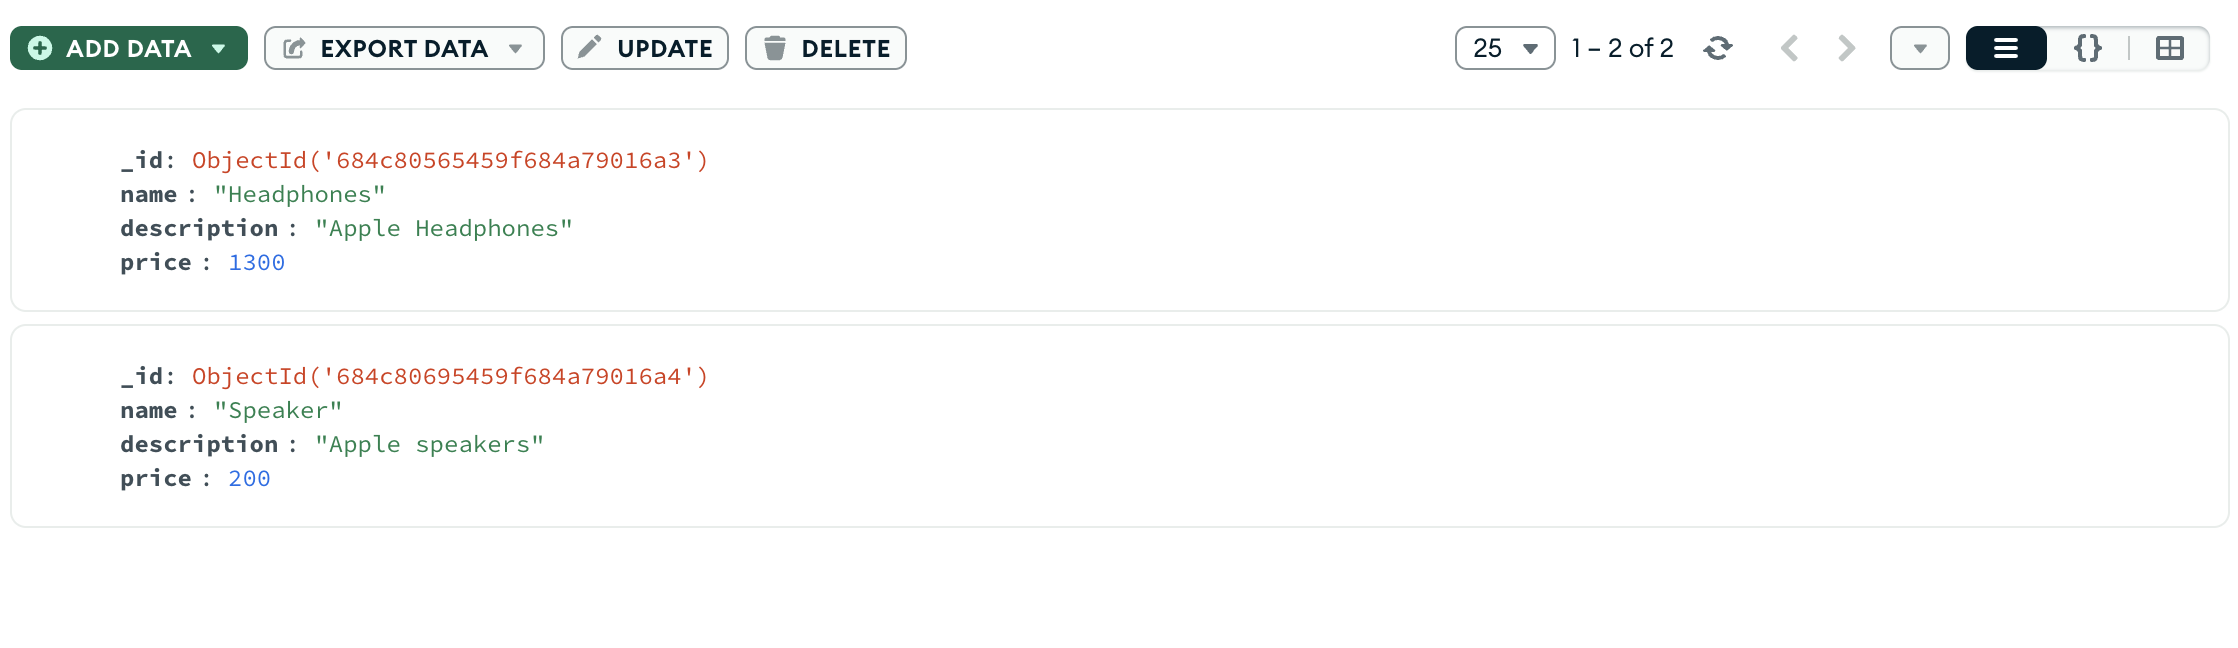 ADD DATA EXPORT DATA UPDATE DELETE 25 1 – 2 of 2 {}
_id: ObjectId('684c80565459f684a79016a3')
name : "Headphones"
description : "Apple Headphones"
price : 1300
_id: ObjectId('684c80695459f684a79016a4')
name : "Speaker"
description : "Apple speakers"
price : 200